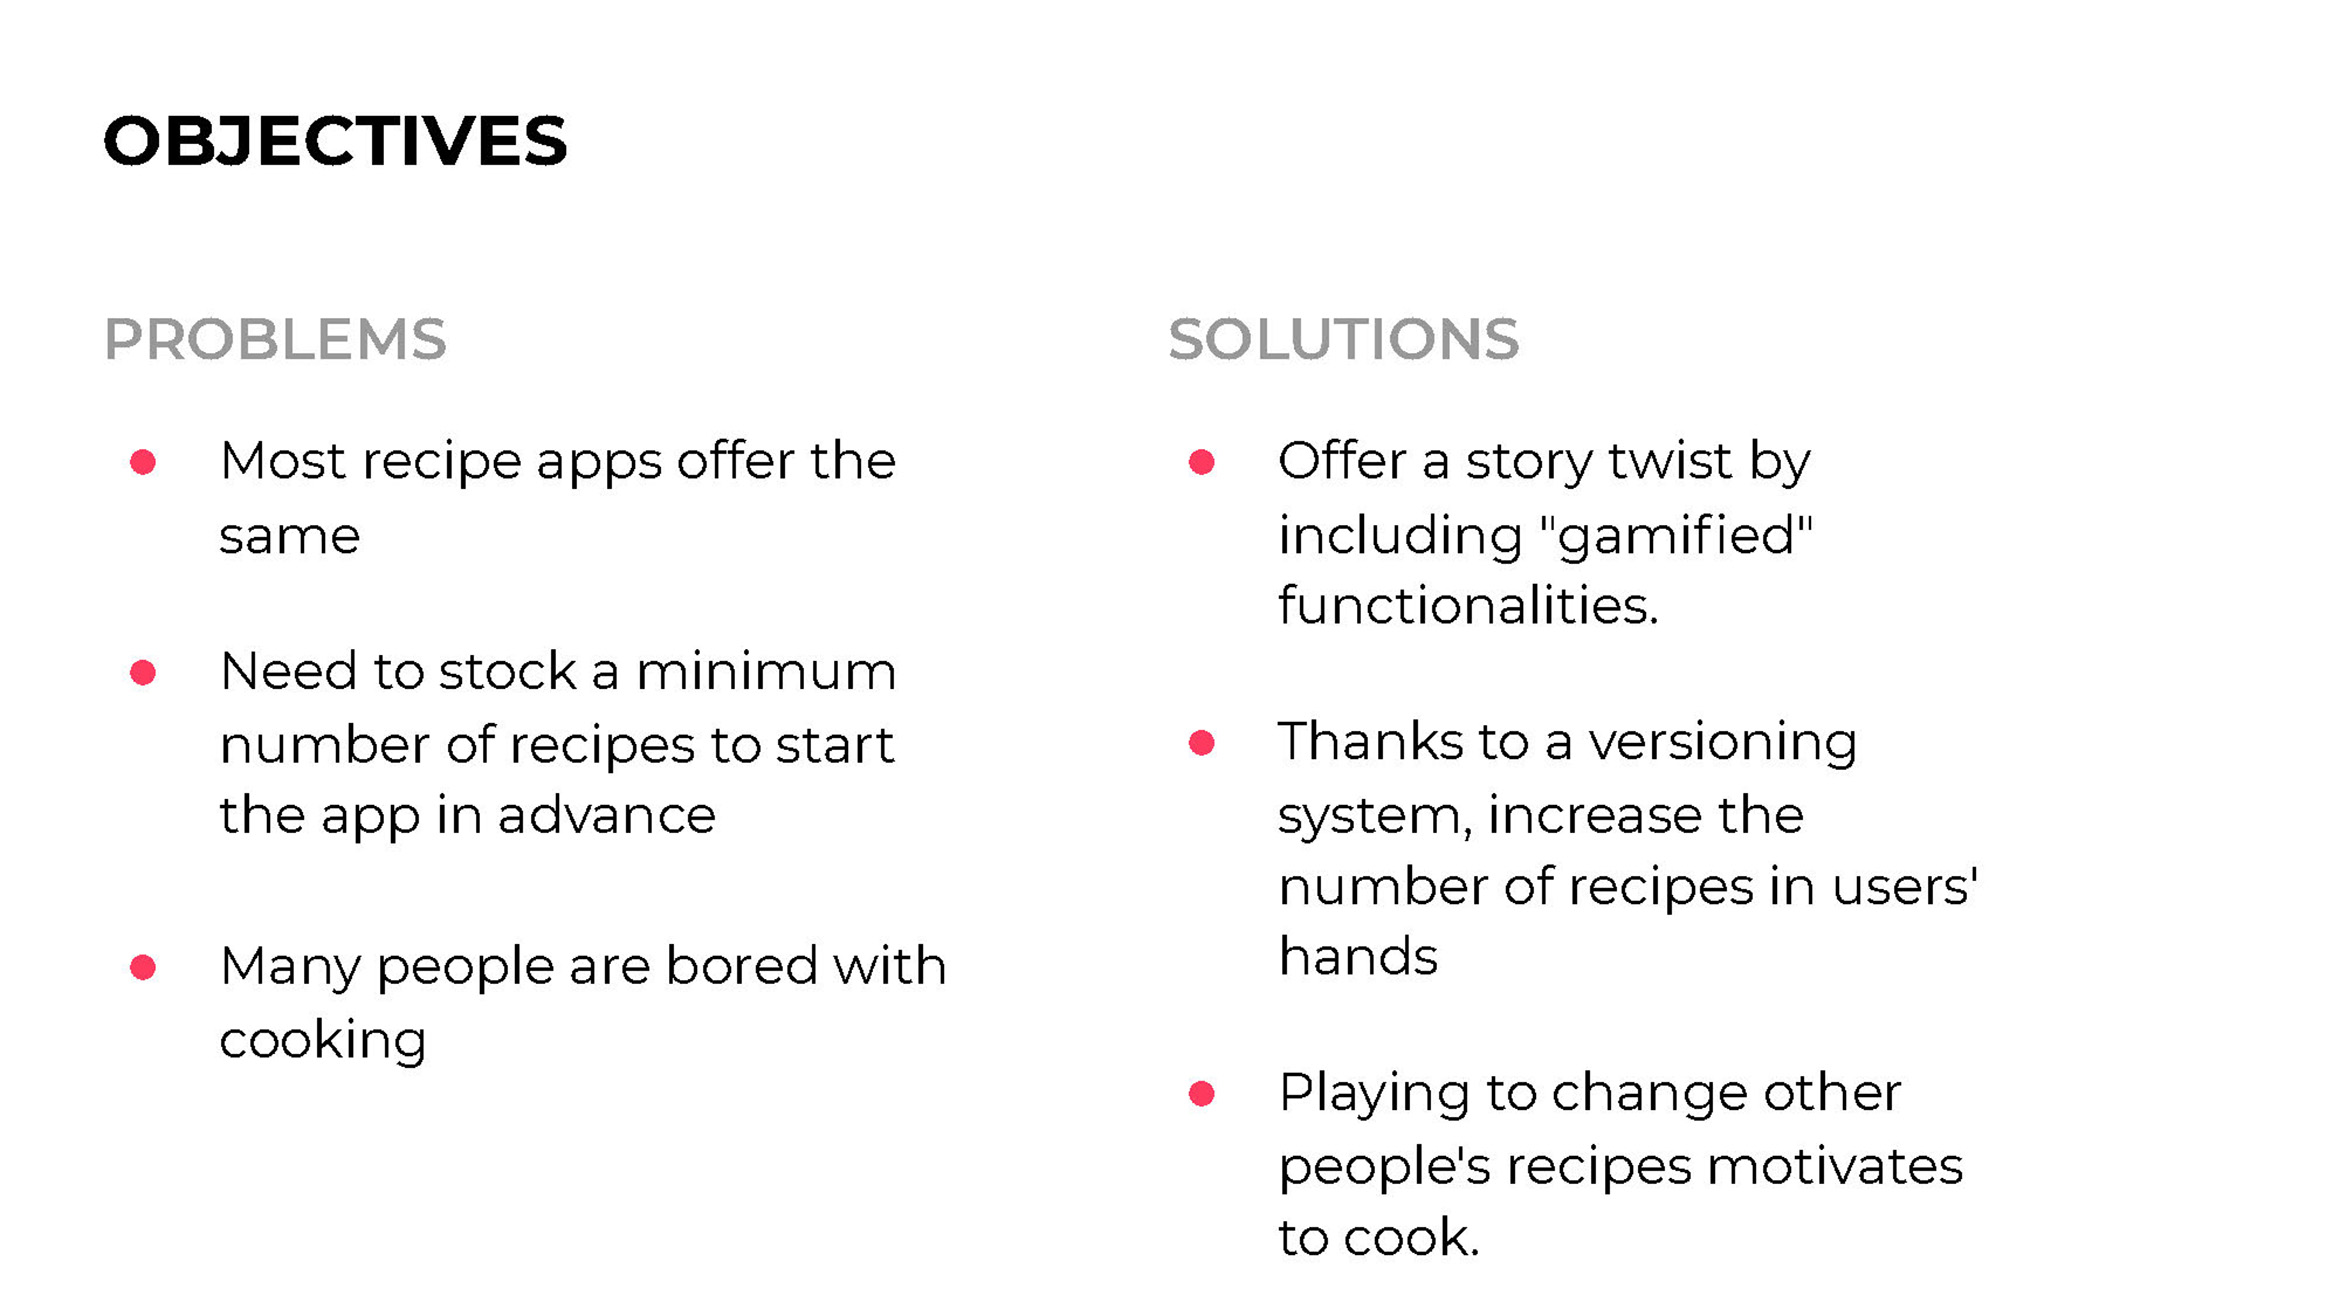 OBJECTIVES
PROBLEMS
Most recipe apps offer the
same
Need to stock a minimum
number of recipes to start
the app in advance
Many people are bored with
cooking
SOLUTIONS
Offer a story twist by
including "gamified"
functionalities.
Thanks to a versioning
system, increase the
number of recipes in users'
hands
Playing to change other
people's recipes motivates
to cook.